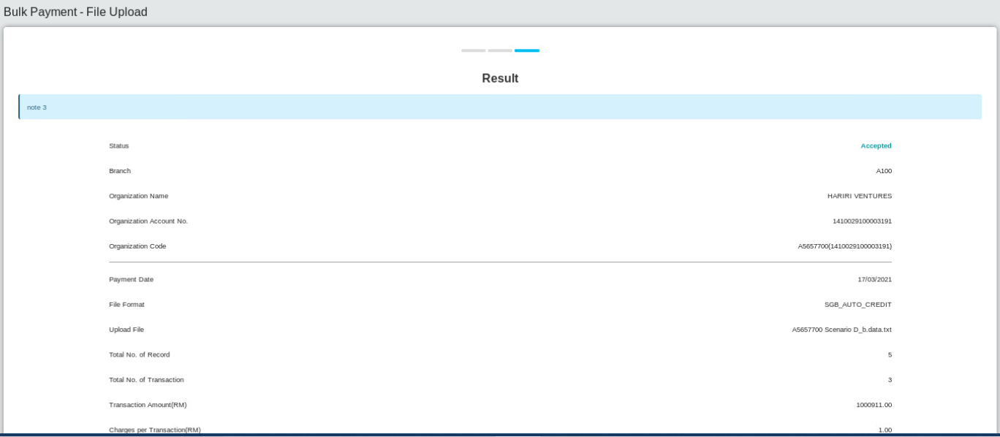 Bulk Payment - File Upload
Result
note 3
Status Accepted
Branch A100
Organization Name HARIRI VENTURES
Organization Account No. 1410029100003191
Organization Code A5657700(1410029100003191)
Payment Date 17/03/2021
File Format SGB_AUTO_CREDIT
Upload File A5657700 Scenario D_b.data.txt
Total No. of Record 5
Total No. of Transaction 3
Transaction Amount(RM) 1000911.00
Charges per Transaction(RM) 1.00